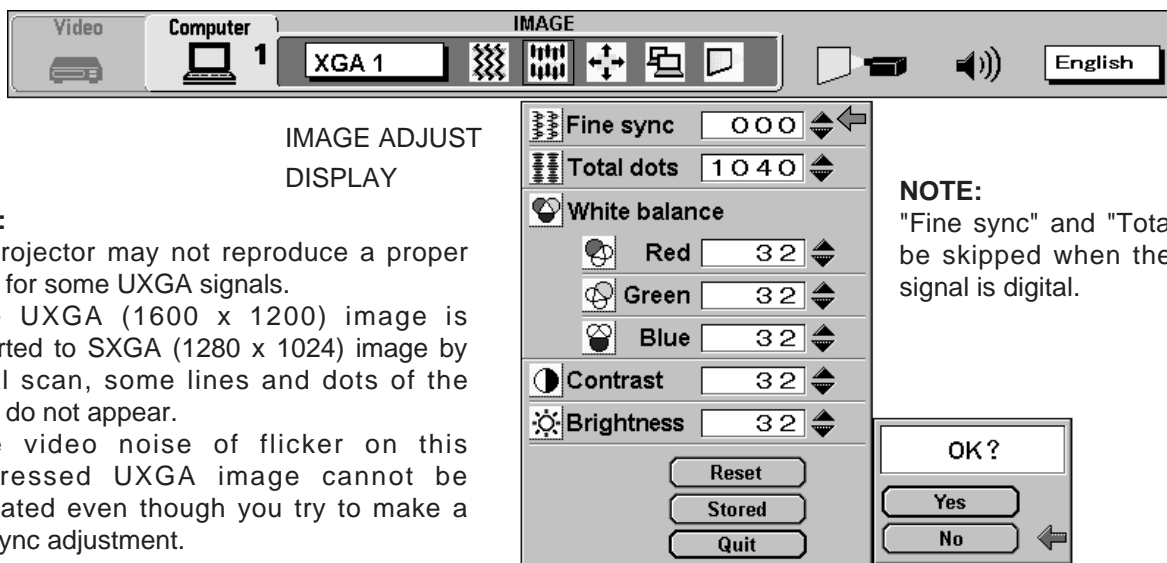 Video
Computer
1
IMAGE
XGA 1
English
IMAGE ADJUST
DISPLAY
:
rojector may not reproduce a proper
for some UXGA signals.
UXGA (1600 x 1200) image is
rted to SXGA (1280 x 1024) image by
l scan, some lines and dots of the
do not appear.
e video noise of flicker on this
ressed UXGA image cannot be
ated even though you try to make a
ync adjustment.
Fine sync 000
Total dots 1040
White balance
Red 32
Green 32
Blue 32
Contrast 32
Brightness 32
Reset
Stored
Quit
NOTE:
"Fine sync" and "Tota
be skipped when the
signal is digital.
OK?
Yes
No